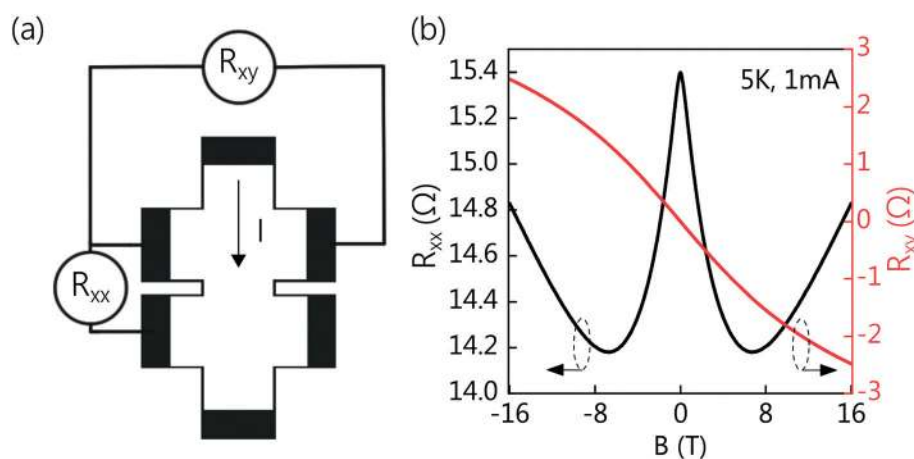 (a)
R_xy
I
R_xx
(b)
5K, 1mA
R_xx (Ω)
15.4
15.2
15.0
14.8
14.6
14.4
14.2
14.0
-16
-8
0
8
16
B (T)
3
2
1
0
-1
-2
-3
R_xy (Ω)